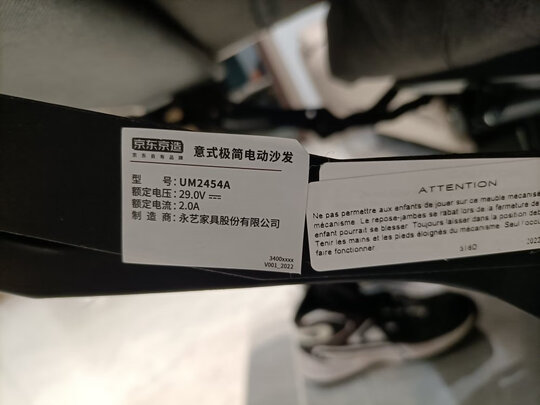 京东京造
京东自有品牌
意式极简电动沙发
型 号：UM2454A
额定电压：29.0V
额定电流：2.0A
制 造 商：永艺家具股份有限公司
3400xxxx
V001_2022
ATTENTION
Ne pas permettre aux enfants de jouer sur ce meuble mécanisé
mécanisme. Le repose-jambes se rabat lors de la fermeture de
enfant pourrait se blesser. Toujours laisser dans la position de
Tenir les mains et les pieds éloignés du mécanisme. Seul l'occu
faire fonctionner
2022